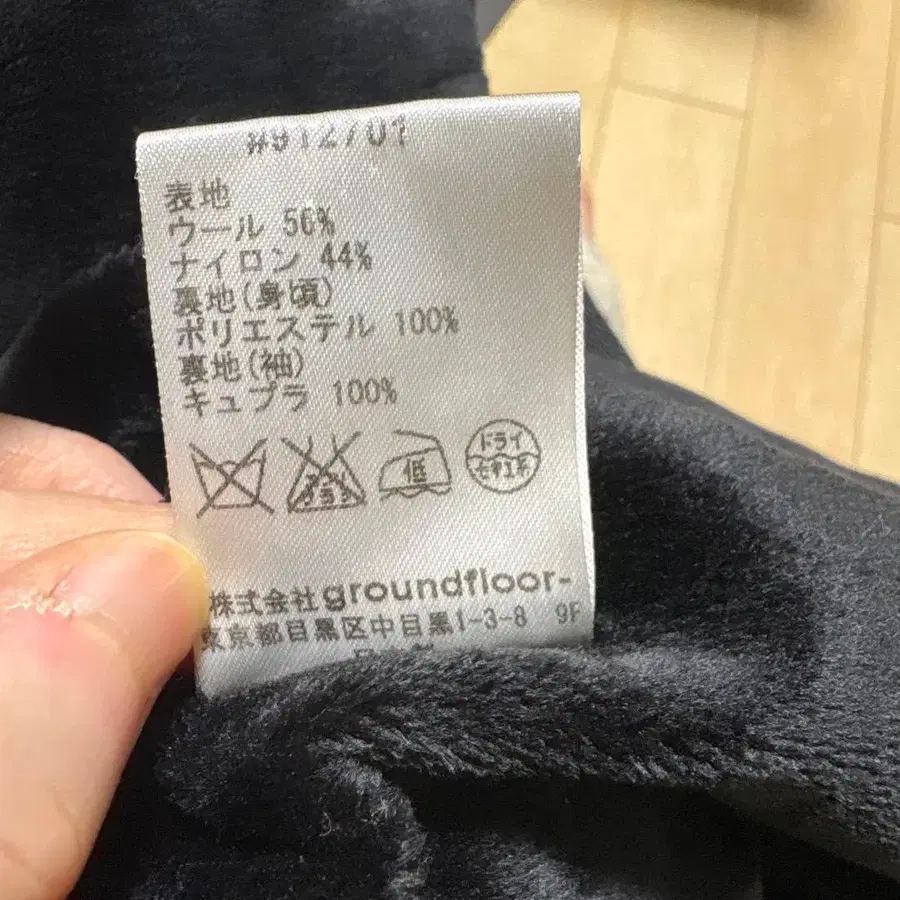 #912701
表地
ウール 56%
ナイロン 44%
裏地(身頃)
ポリエステル 100%
裏地(袖)
キュプラ 100%
低
ドライ
株式会社groundfloor-
東京都目黒区中目黒1-3-8 9F